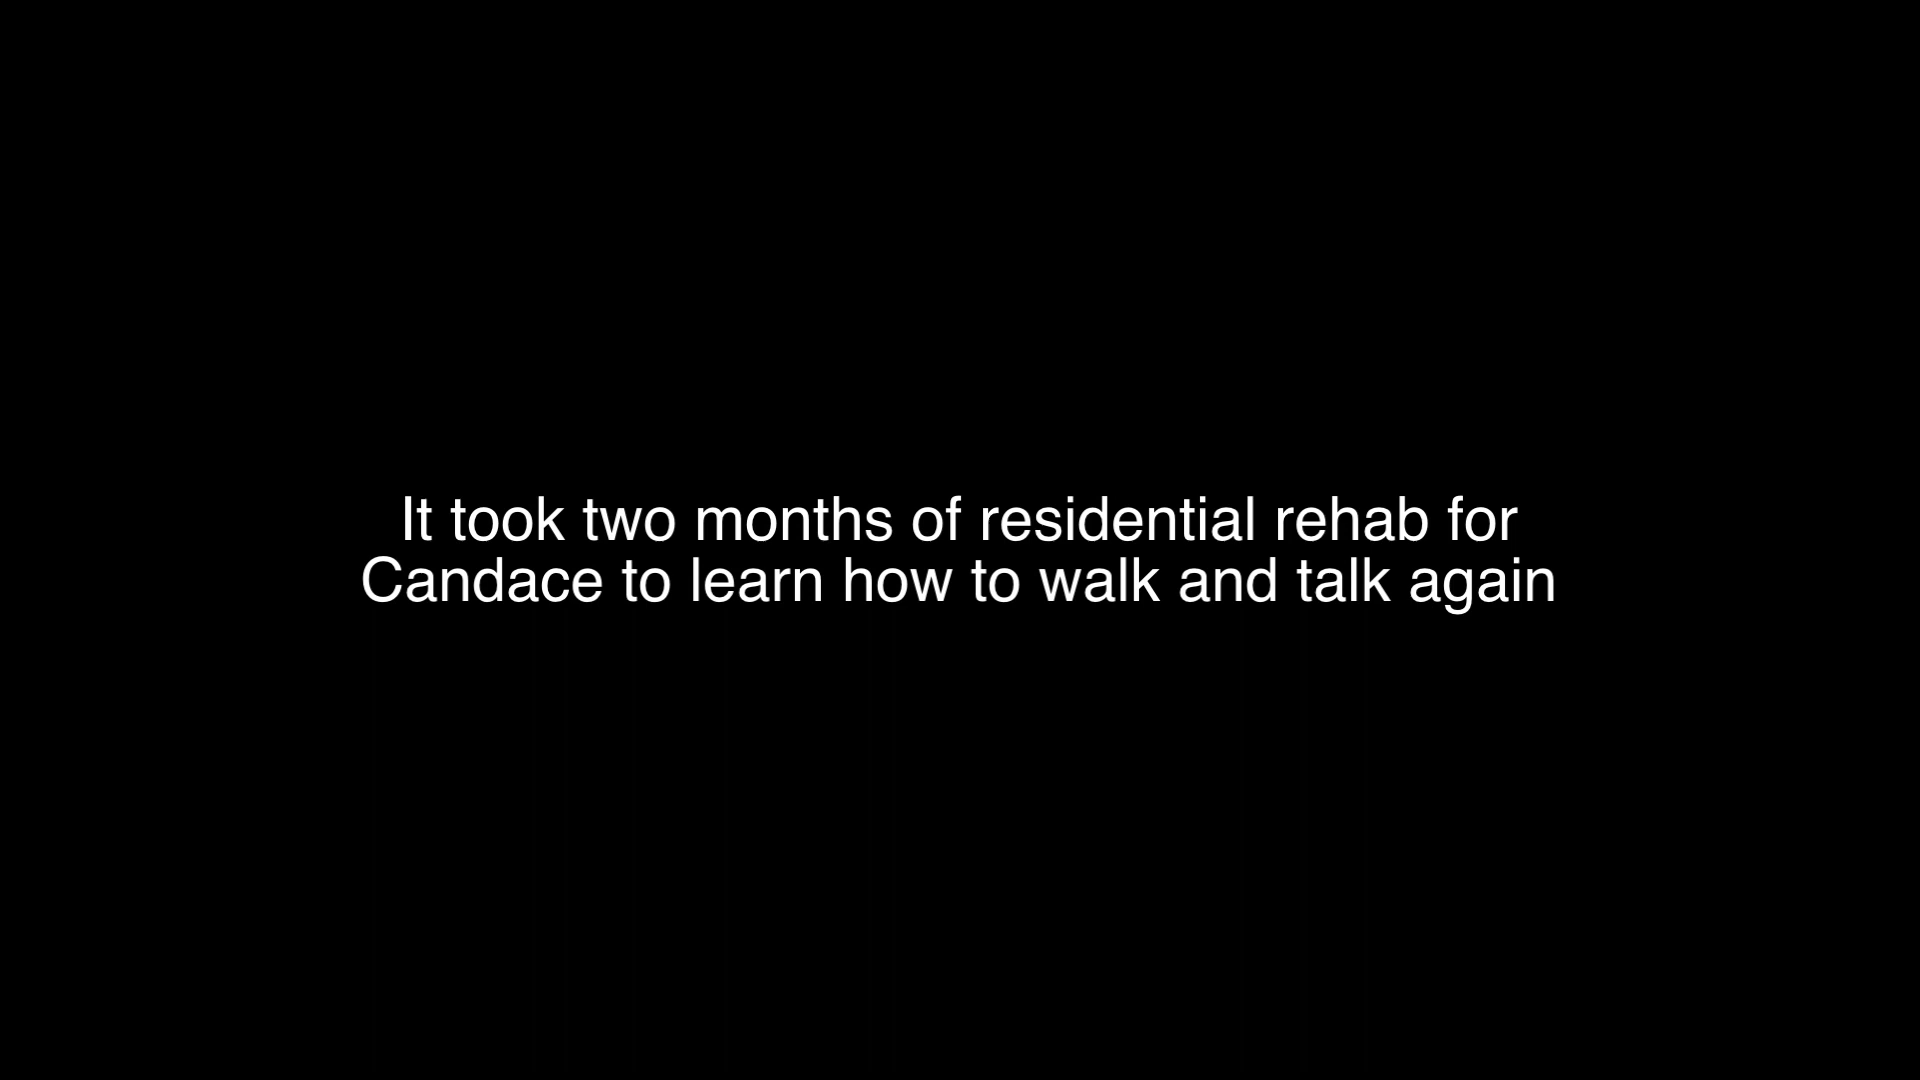 It took two months of residential rehab for
Candace to learn how to walk and talk again